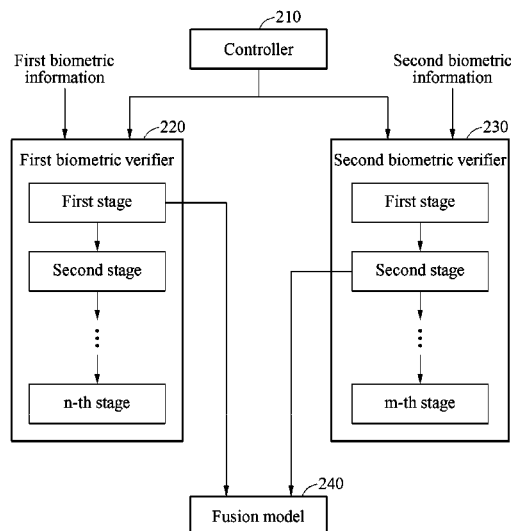 210
Controller
First biometric
information
Second biometric
information
220
230
First biometric verifier
Second biometric verifier
First stage
First stage
Second stage
Second stage
n-th stage
m-th stage
240
Fusion model